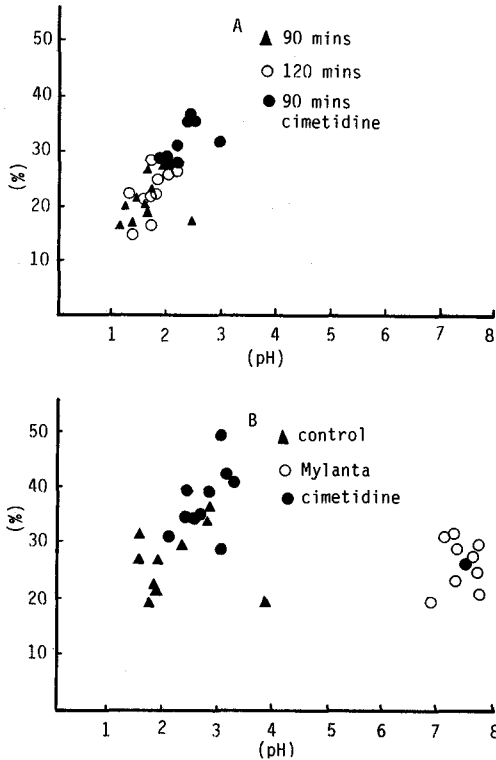 A
▲ 90 mins
○ 120 mins
● 90 mins
cimetidine
50
40
30
20
10
(%)
1 2 3 4 5 6 7 8
(pH)
B
▲ control
○ Mylanta
● cimetidine
50
40
30
20
10
(%)
1 2 3 4 5 6 7 8
(pH)